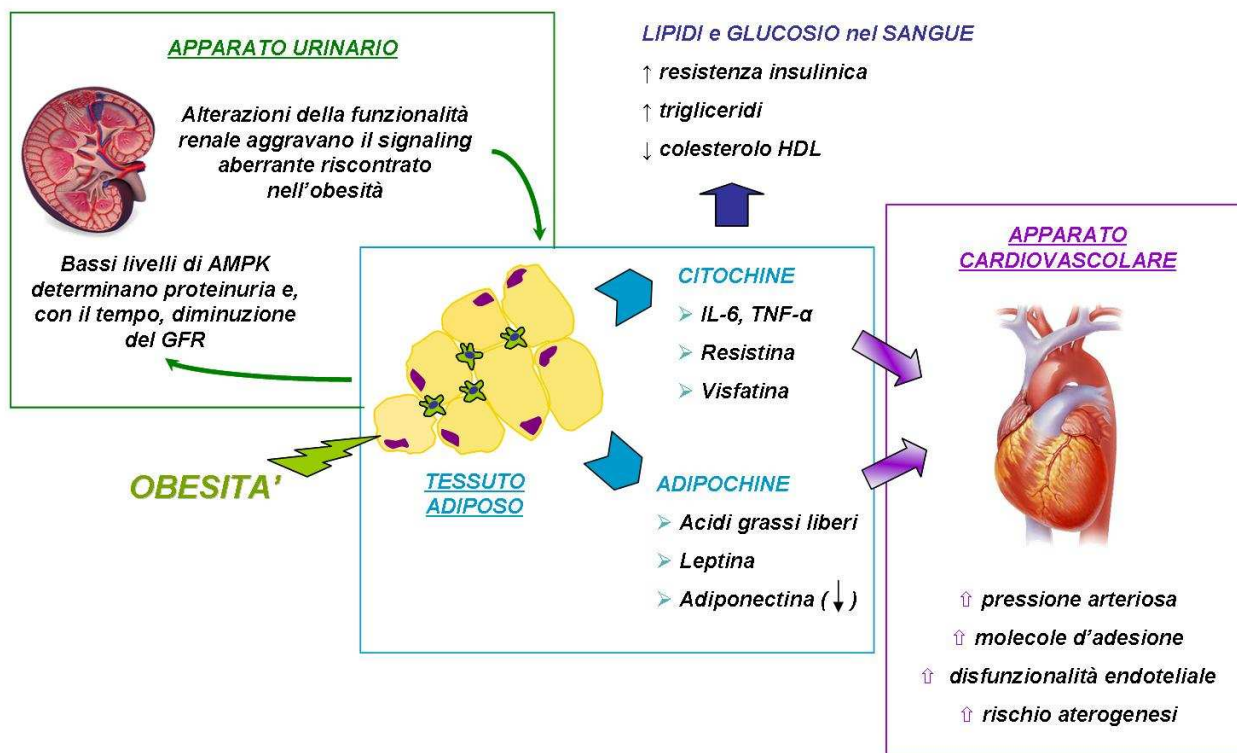 APPARATO URINARIO
Alterazioni della funzionalità
renale aggravano il signaling
aberrante riscontrato
nell'obesità
Bassi livelli di AMPK
determinano proteinuria e,
con il tempo, diminuzione
del GFR
OBESITA'
TESSUTO
ADIPOSO
LIPIDI e GLUCOSIO nel SANGUE
↑ resistenza insulinica
↑ trigliceridi
↓ colesterolo HDL
CITOCHINE
➢ IL-6, TNF-α
➢ Resistina
➢ Visfatina
ADIPOCHINE
➢ Acidi grassi liberi
➢ Leptina
➢ Adiponectina (↓)
APPARATO
CARDIOVASCOLARE
⇧ pressione arteriosa
⇧ molecole d'adesione
⇧ disfunzionalità endoteliale
⇧ rischio aterogenesi